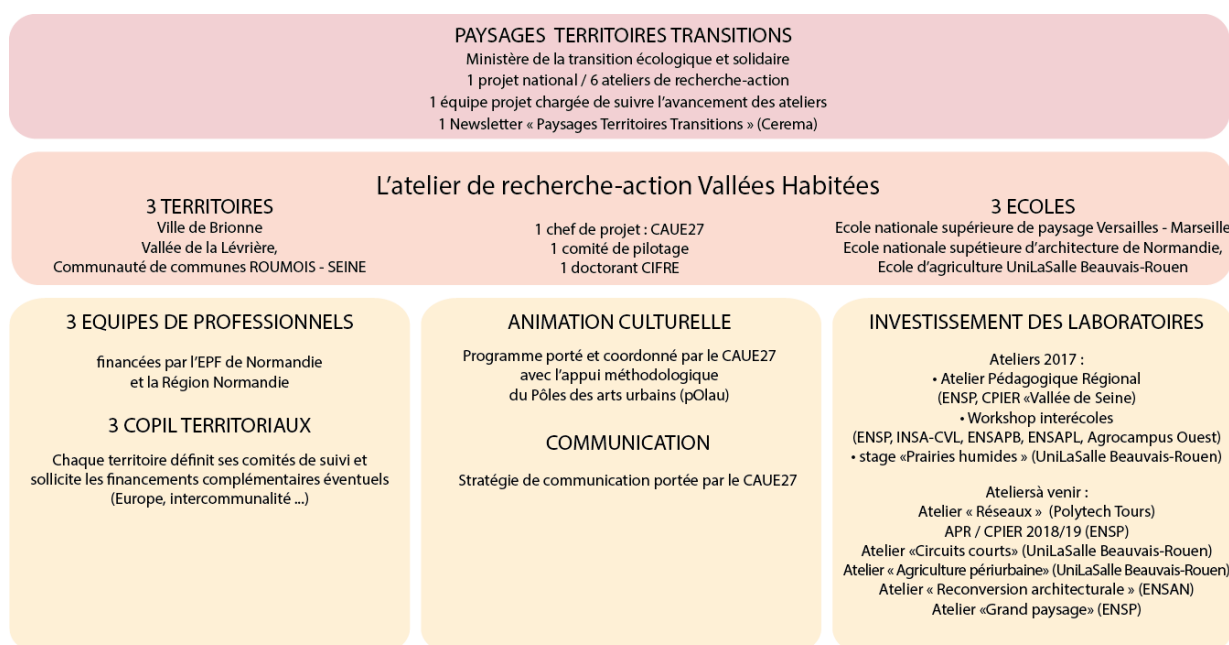 PAYSAGES TERRITOIRES TRANSITIONS
Ministère de la transition écologique et solidaire
1 projet national / 6 ateliers de recherche-action
1 équipe projet chargée de suivre l'avancement des ateliers
1 Newsletter « Paysages Territoires Transitions » (Cerema)
L'atelier de recherche-action Vallées Habitées
3 TERRITOIRES
Ville de Brionne
Vallée de la Lévrière,
Communauté de communes ROUMOIS - SEINE
1 chef de projet : CAUE27
1 comité de pilotage
1 doctorant CIFRE
3 ECOLES
Ecole nationale supérieure de paysage Versailles - Marseille
Ecole nationale supétieure d'architecture de Normandie,
Ecole d'agriculture UniLaSalle Beauvais-Rouen
3 EQUIPES DE PROFESSIONNELS
financées par l'EPF de Normandie
et la Région Normandie
3 COPIL TERRITORIAUX
Chaque territoire définit ses comités de suivi et
sollicite les financements complémentaires éventuels
(Europe, intercommunalité ...)
ANIMATION CULTURELLE
Programme porté et coordonné par le CAUE27
avec l'appui méthodologique
du Pôles des arts urbains (pOlau)
COMMUNICATION
Stratégie de communication portée par le CAUE27
INVESTISSEMENT DES LABORATOIRES
Ateliers 2017 :
• Atelier Pédagogique Régional
(ENSP, CPIER «Vallée de Seine)
• Workshop interécoles
(ENSP, INSA-CVL, ENSAPB, ENSAPL, Agrocampus Ouest)
• stage «Prairies humides » (UniLaSalle Beauvais-Rouen)
Ateliersà venir :
Atelier « Réseaux » (Polytech Tours)
APR / CPIER 2018/19 (ENSP)
Atelier «Circuits courts» (UniLaSalle Beauvais-Rouen)
Atelier « Agriculture périurbaine» (UniLaSalle Beauvais-Rouen)
Atelier « Reconversion architecturale » (ENSAN)
Atelier «Grand paysage» (ENSP)